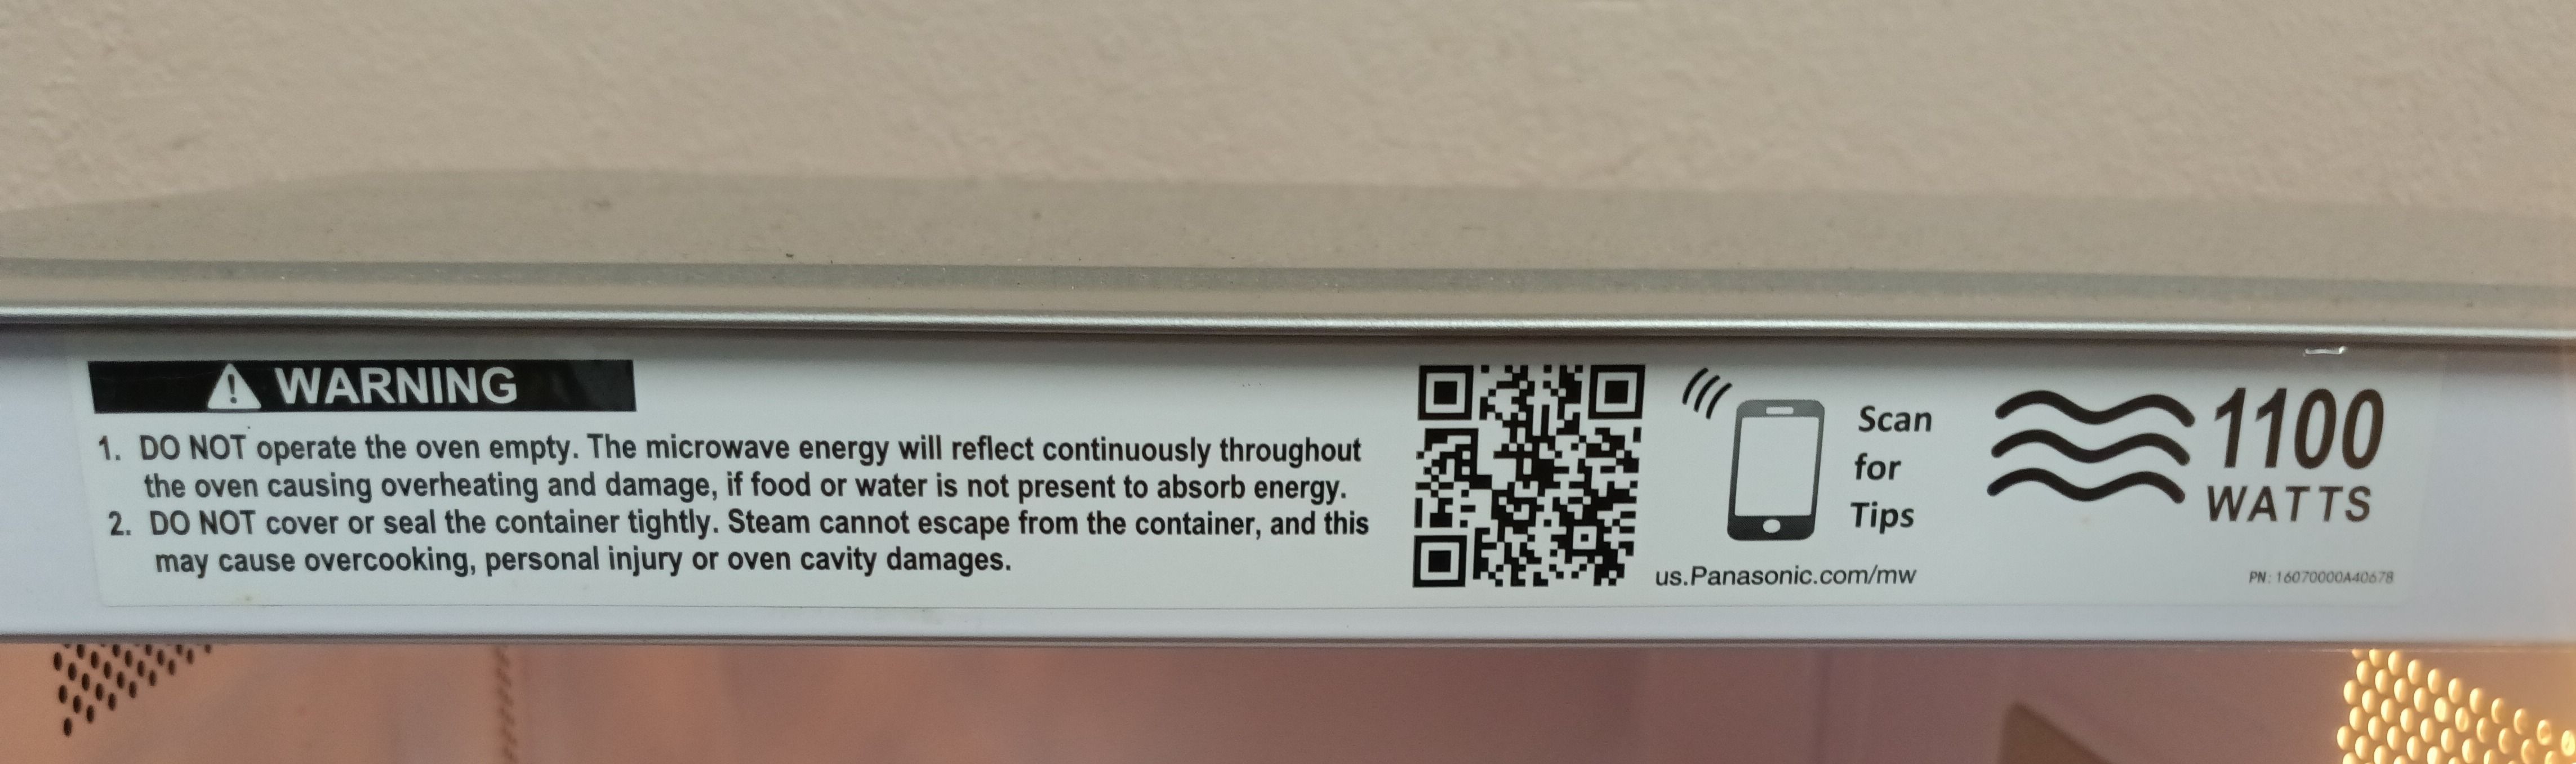 WARNING
1. DO NOT operate the oven empty. The microwave energy will reflect continuously throughout
the oven causing overheating and damage, if food or water is not present to absorb energy.
2. DO NOT cover or seal the container tightly. Steam cannot escape from the container, and this
may cause overcooking, personal injury or oven cavity damages.
Scan
for
Tips
us.Panasonic.com/mw
1100
WATTS
PN: 16070000A40678